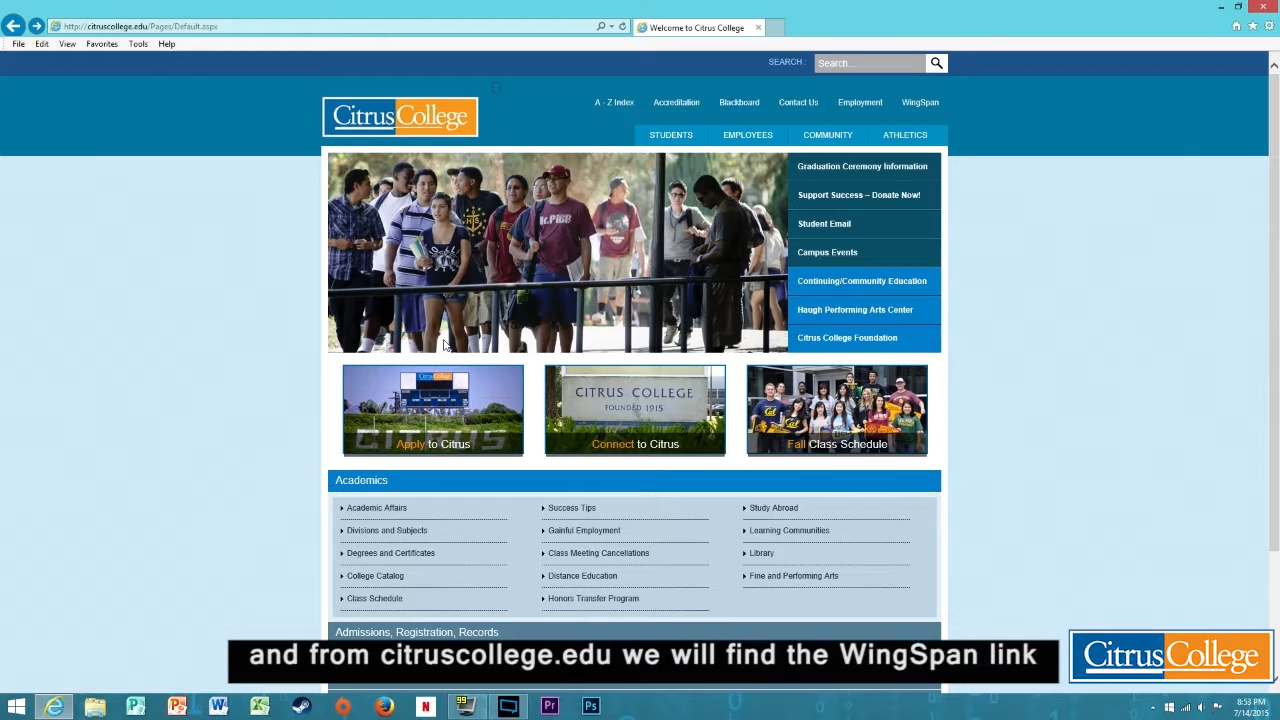 http://citruscollege.edu/Pages/Default.aspx
Welcome to Citrus College
File Edit View Favorites Tools Help
SEARCH :
Search...
CitrusCollege
A - Z Index Accreditation Blackboard Contact Us Employment WingSpan
STUDENTS EMPLOYEES COMMUNITY ATHLETICS
Graduation Ceremony Information
Support Success – Donate Now!
Student Email
Campus Events
Continuing/Community Education
Haugh Performing Arts Center
Citrus College Foundation
CITRUS COLLEGE
FOUNDED 1915
CITRUS
Apply to Citrus
Connect to Citrus
Fall Class Schedule
Academics
Academic Affairs
Divisions and Subjects
Degrees and Certificates
College Catalog
Class Schedule
Success Tips
Gainful Employment
Class Meeting Cancellations
Distance Education
Honors Transfer Program
Study Abroad
Learning Communities
Library
Fine and Performing Arts
Admissions, Registration, Records
and from citruscollege.edu we will find the WingSpan link
CitrusCollege
99
Pr
Ps
8:53 PM
7/14/2015